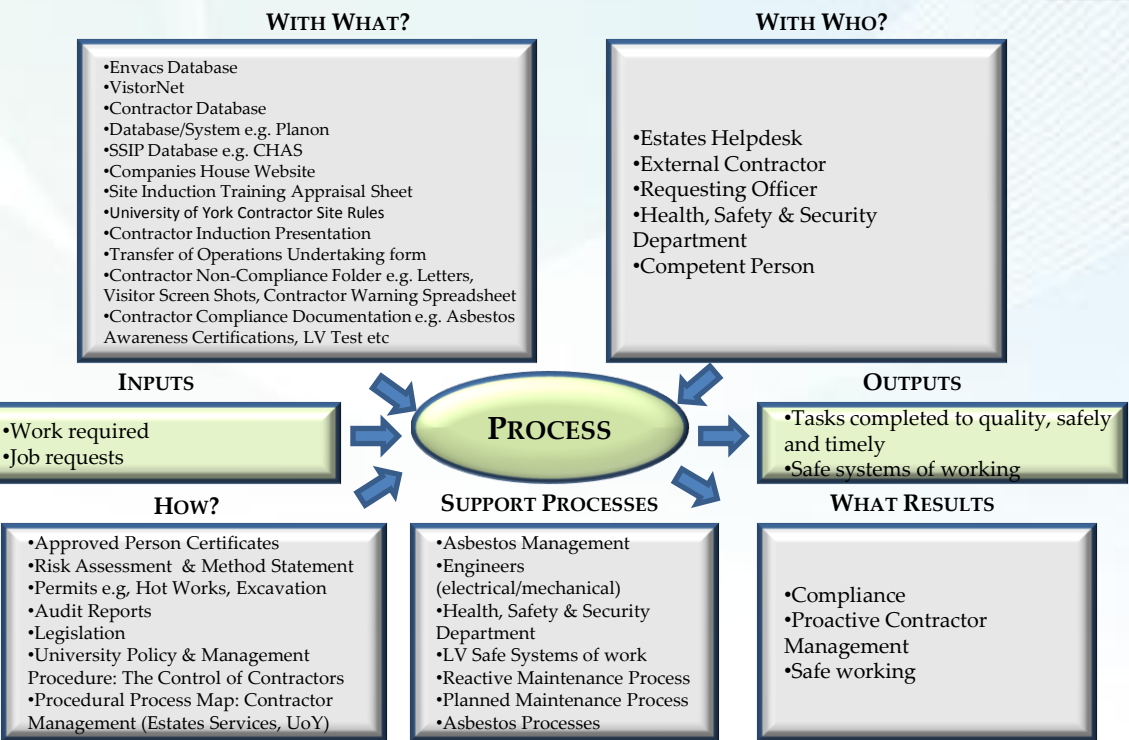 WITH WHAT?
•Envacs Database
•VistorNet
•Contractor Database
•Database/System e.g. Planon
•SSIP Database e.g. CHAS
•Companies House Website
•Site Induction Training Appraisal Sheet
•University of York Contractor Site Rules
•Contractor Induction Presentation
•Transfer of Operations Undertaking form
•Contractor Non-Compliance Folder e.g. Letters,
Visitor Screen Shots, Contractor Warning Spreadsheet
•Contractor Compliance Documentation e.g. Asbestos
Awareness Certifications, LV Test etc
WITH WHO?
•Estates Helpdesk
•External Contractor
•Requesting Officer
•Health, Safety & Security
Department
•Competent Person
INPUTS
•Work required
•Job requests
PROCESS
OUTPUTS
•Tasks completed to quality, safely
and timely
•Safe systems of working
HOW?
•Approved Person Certificates
•Risk Assessment & Method Statement
•Permits e.g, Hot Works, Excavation
•Audit Reports
•Legislation
•University Policy & Management
Procedure: The Control of Contractors
•Procedural Process Map: Contractor
Management (Estates Services, UoY)
SUPPORT PROCESSES
•Asbestos Management
•Engineers
(electrical/mechanical)
•Health, Safety & Security
Department
•LV Safe Systems of work
•Reactive Maintenance Process
•Planned Maintenance Process
•Asbestos Processes
WHAT RESULTS
•Compliance
•Proactive Contractor
Management
•Safe working